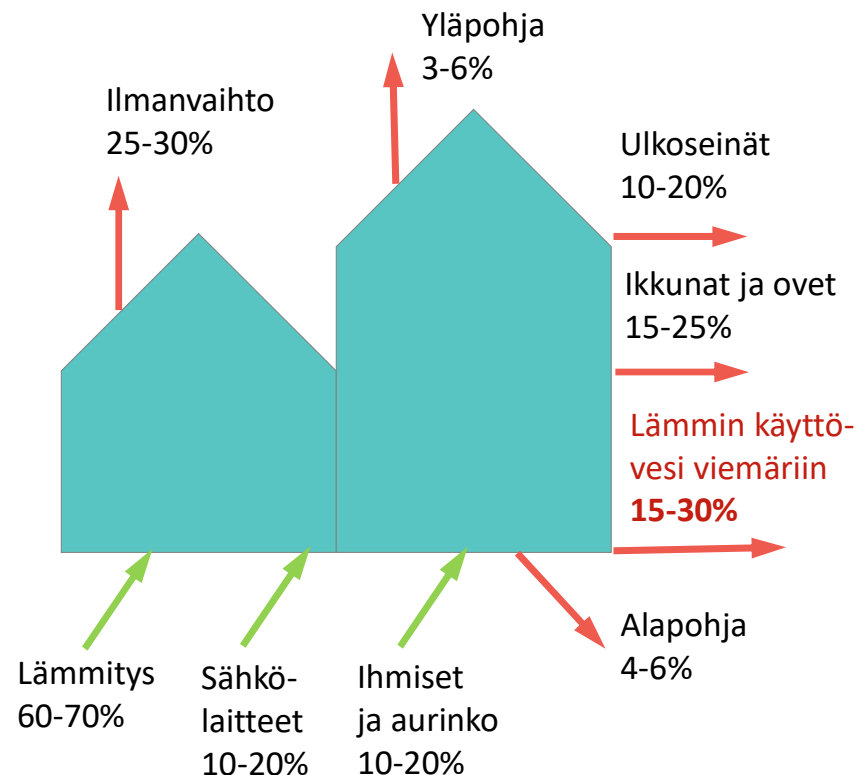 Yläpohja
3-6%
Ilmanvaihto
25-30%
Ulkoseinät
10-20%
Ikkunat ja ovet
15-25%
Lämmin käyttö-
vesi viemäriin
15-30%
Alapohja
4-6%
Lämmitys
60-70%
Sähkö-
laitteet
10-20%
Ihmiset
ja aurinko
10-20%